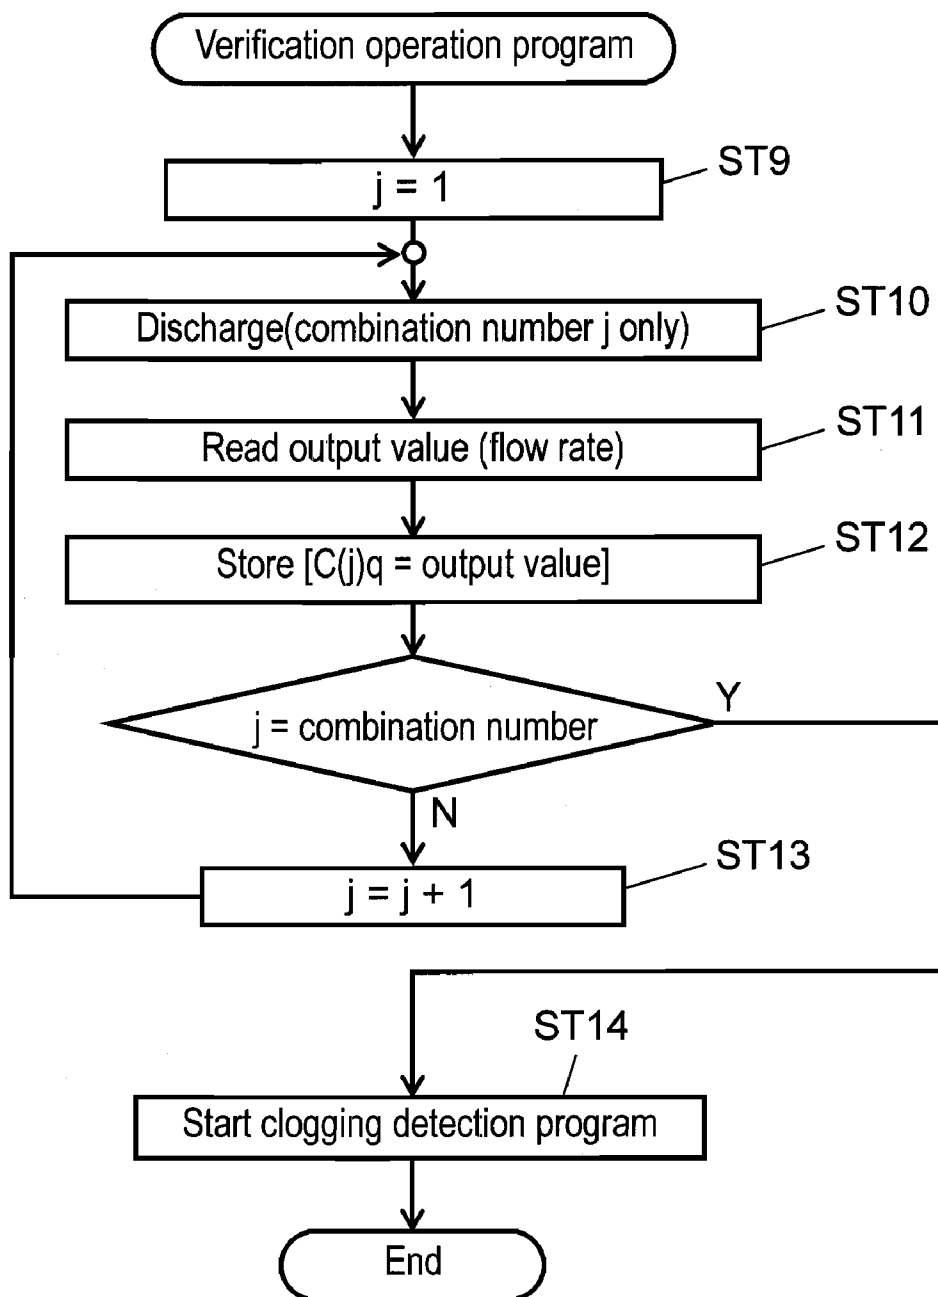 Verification operation program
ST9
j = 1
ST10
Discharge(combination number j only)
ST11
Read output value (flow rate)
ST12
Store [C(j)q = output value]
Y
j = combination number
N
ST13
j = j + 1
ST14
Start clogging detection program
End